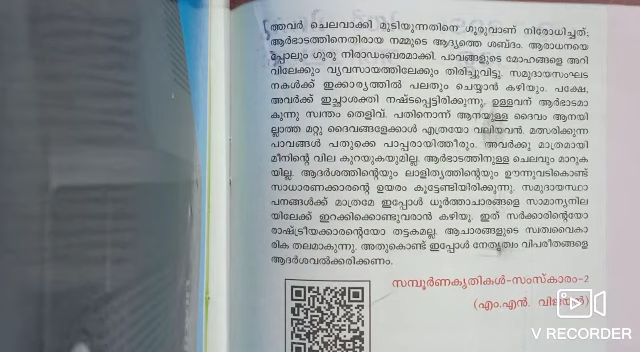 ത്തവർ ചെലവാക്കി മുടിയുന്നതിനെ ഗുരുവാണ് നിരോധിച്ചത്;
ആർഭാടത്തിനെതിരായ നമ്മുടെ ആദ്യത്തെ ശബ്ദം. ആരാധനയെ
പ്പോലും ഗുരു നിരാഡംബരമാക്കി. പാവങ്ങളുടെ മോഹങ്ങളെ അറി
വിലേക്കും വ്യവസായത്തിലേക്കും തിരിച്ചുവിട്ടു. സമുദായസംഘട
നകൾക്ക് ഇക്കാര്യത്തിൽ പലതും ചെയ്യാൻ കഴിയും. പക്ഷേ,
അവർക്ക് ഇച്ഛാശക്തി നഷ്ടപ്പെട്ടിരിക്കുന്നു. ഉള്ളവന് ആർഭാടമാ
കുന്നു സ്വന്തം തെളിവ്. പതിനൊന്ന് ആനയുള്ള ദൈവം ആനയി
ല്ലാത്ത മറ്റു ദൈവങ്ങളേക്കാൾ എത്രയോ വലിയവൻ. മത്സരിക്കുന്ന
പാവങ്ങൾ പതുക്കെ പാപ്പരായിത്തീരും. അവർക്കു മാത്രമായി
മീനിന്റെ വില കുറയുകയുമില്ല. ആർഭാടത്തിനുള്ള ചെലവും മാറുക
യില്ല. ആദർശത്തിന്റെയും ലാളിത്യത്തിന്റെയും ഊന്നുവടികൊണ്ട്
സാധാരണക്കാരന്റെ ഉയരം കൂട്ടേണ്ടിയിരിക്കുന്നു. സമുദായസ്ഥാ
പനങ്ങൾക്ക് മാത്രമേ ഇപ്പോൾ ധൂർത്താചാരങ്ങളെ സാമാന്യനില
യിലേക്ക് ഇറക്കിക്കൊണ്ടുവരാൻ കഴിയൂ. ഇത് സർക്കാരിന്റെയോ
രാഷ്ട്രീയക്കാരന്റെയോ തട്ടകമല്ല. ആചാരങ്ങളുടെ സ്വത്വവൈകാ
രിക തലമാകുന്നു. അതുകൊണ്ട് ഇപ്പോൾ നേതൃത്വം വിപരീതങ്ങളെ
ആദർശവൽക്കരിക്കണം.
സമ്പൂർണകൃതികൾ-സംസ്കാരം-2
(എം.എൻ. വിജയൻ)
V RECORDER